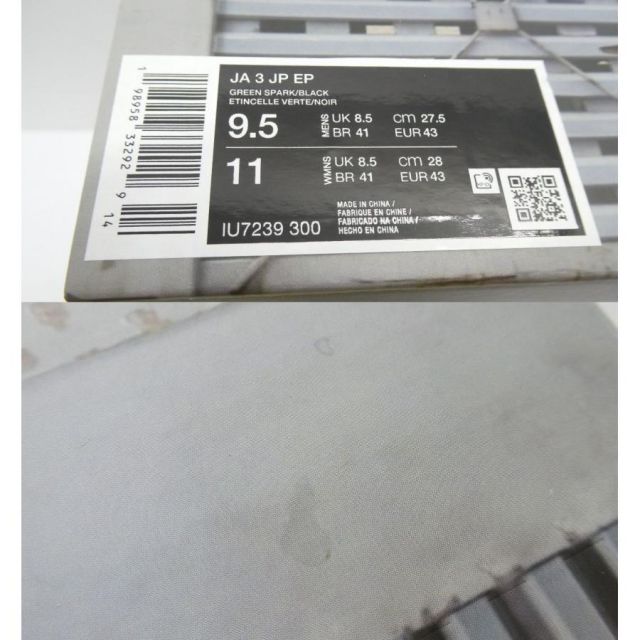 JA 3 JP EP
GREEN SPARK/BLACK
ETINCELLE VERTE/NOIR
9.5 MENS UK 8.5 CM 27.5
BR 41 EUR 43
11 WMNS UK 8.5 CM 28
BR 41 EUR 43
IU7239 300
MADE IN CHINA /
FABRIQUE EN CHINE /
FABRICADO NA CHINA /
HECHO EN CHINA
1 98958 33292 9 14